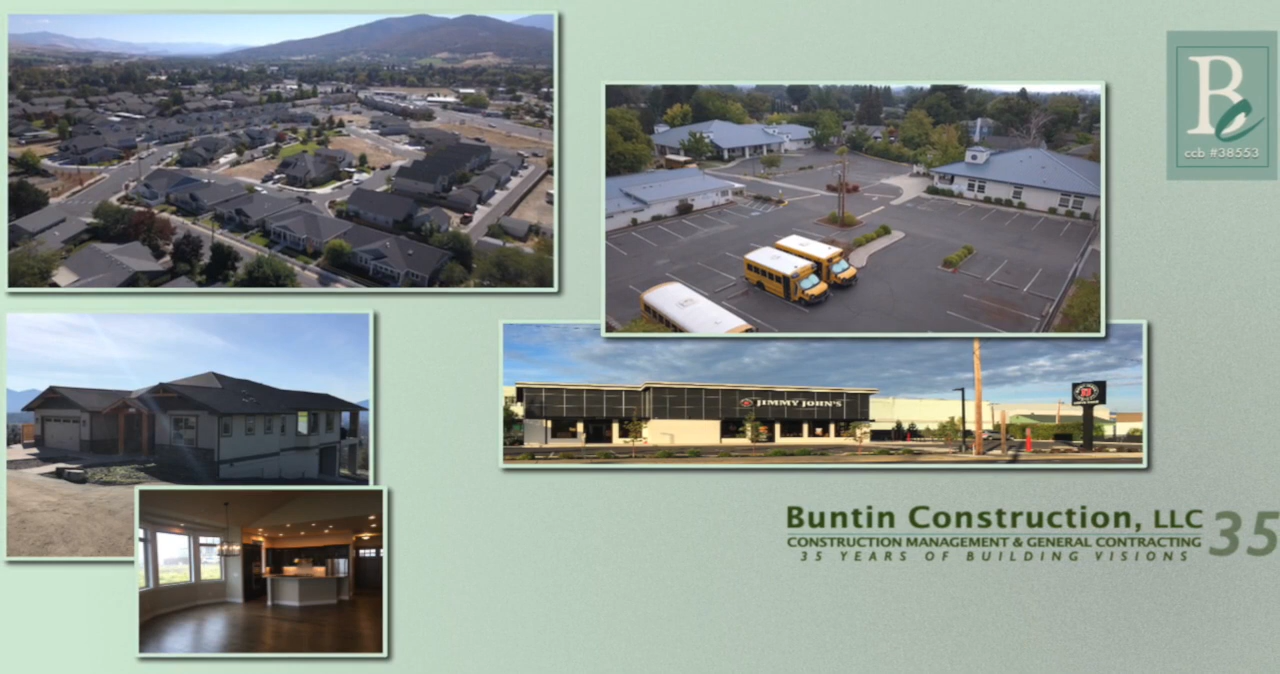 B
ccb #38553
JIMMY JOHN'S
Buntin Construction, LLC
CONSTRUCTION MANAGEMENT & GENERAL CONTRACTING
35 YEARS OF BUILDING VISIONS
35